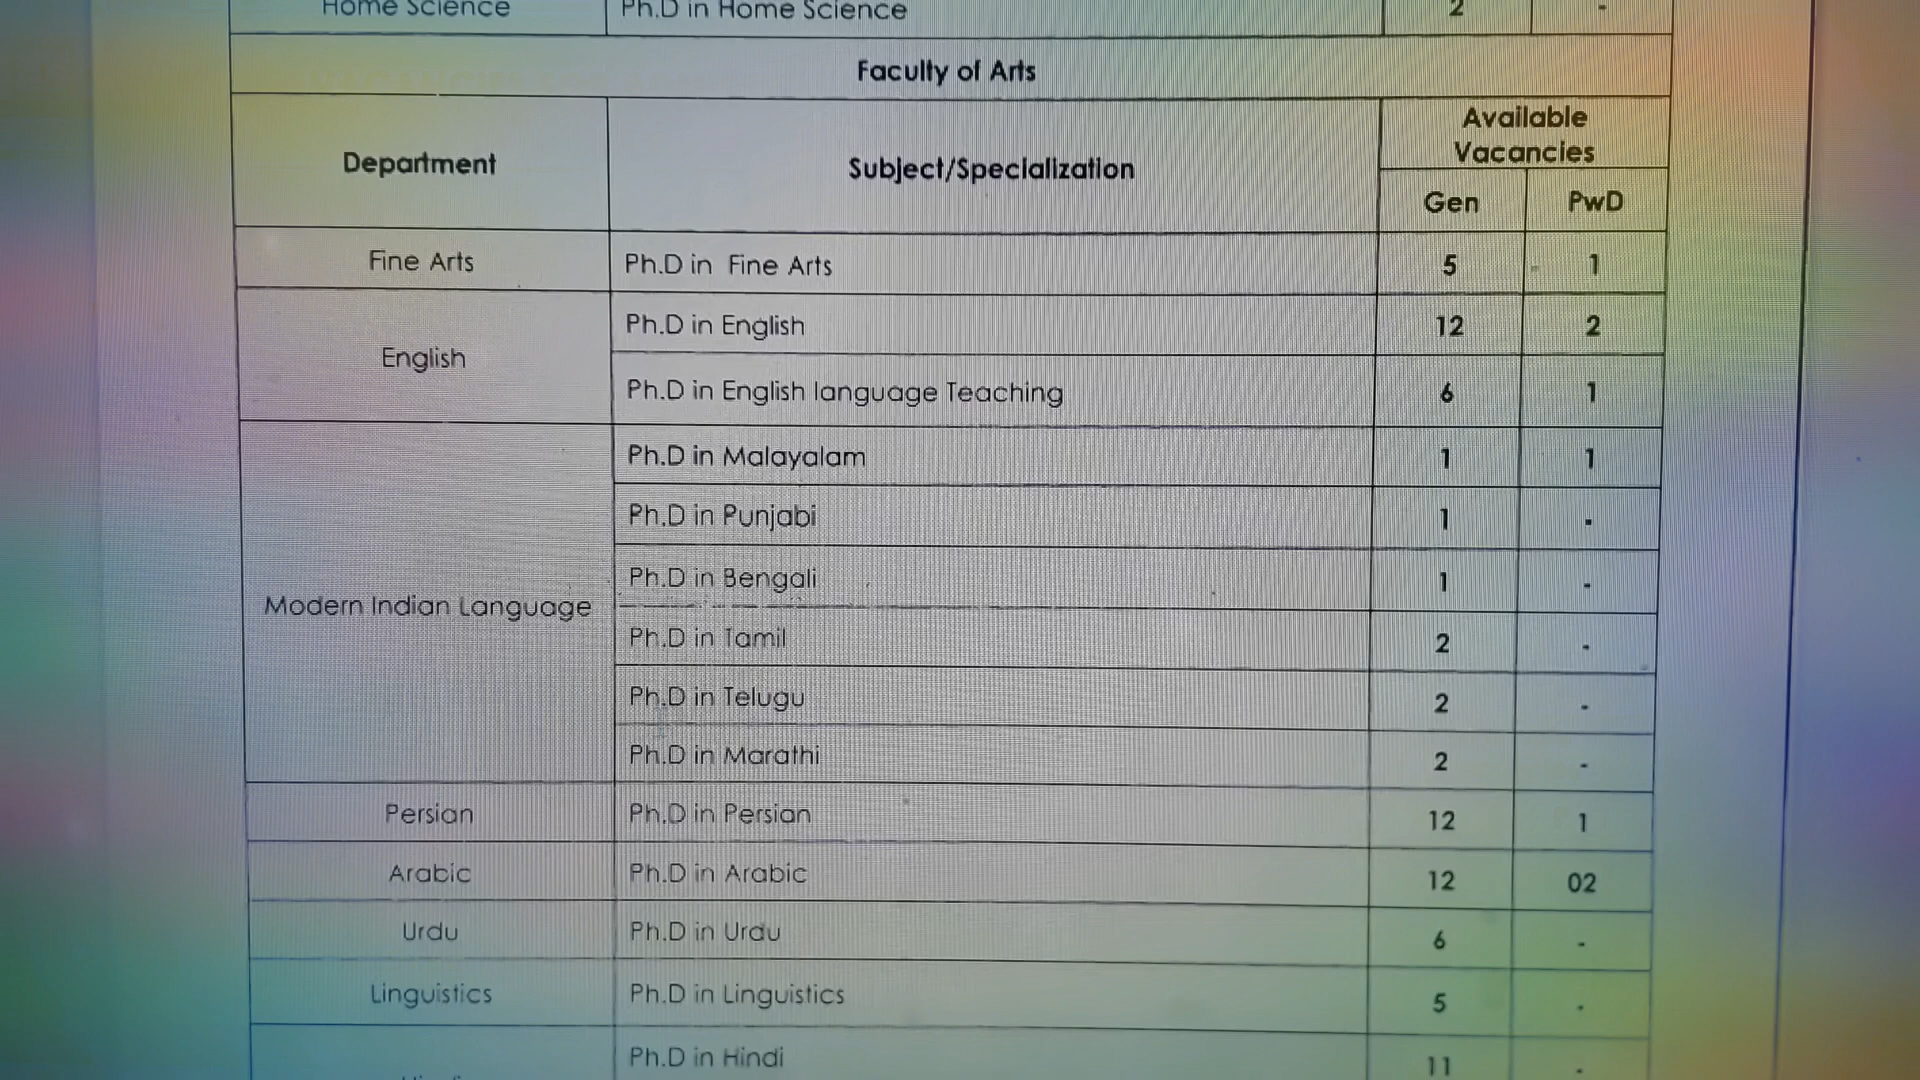 Home Science Ph.D in Home Science 2 -
Faculty of Arts
Department Subject/Specialization Available Vacancies
Gen PwD
Fine Arts Ph.D in Fine Arts 5 1
English Ph.D in English 12 2
Ph.D in English language Teaching 6 1
Modern Indian Language Ph.D in Malayalam 1 1
Ph.D in Punjabi 1 -
Ph.D in Bengali 1 -
Ph.D in Tamil 2 -
Ph.D in Telugu 2 -
Ph.D in Marathi 2 -
Persian Ph.D in Persian 12 1
Arabic Ph.D in Arabic 12 02
Urdu Ph.D in Urdu 6 -
Linguistics Ph.D in Linguistics 5 -
Ph.D in Hindi 11 -